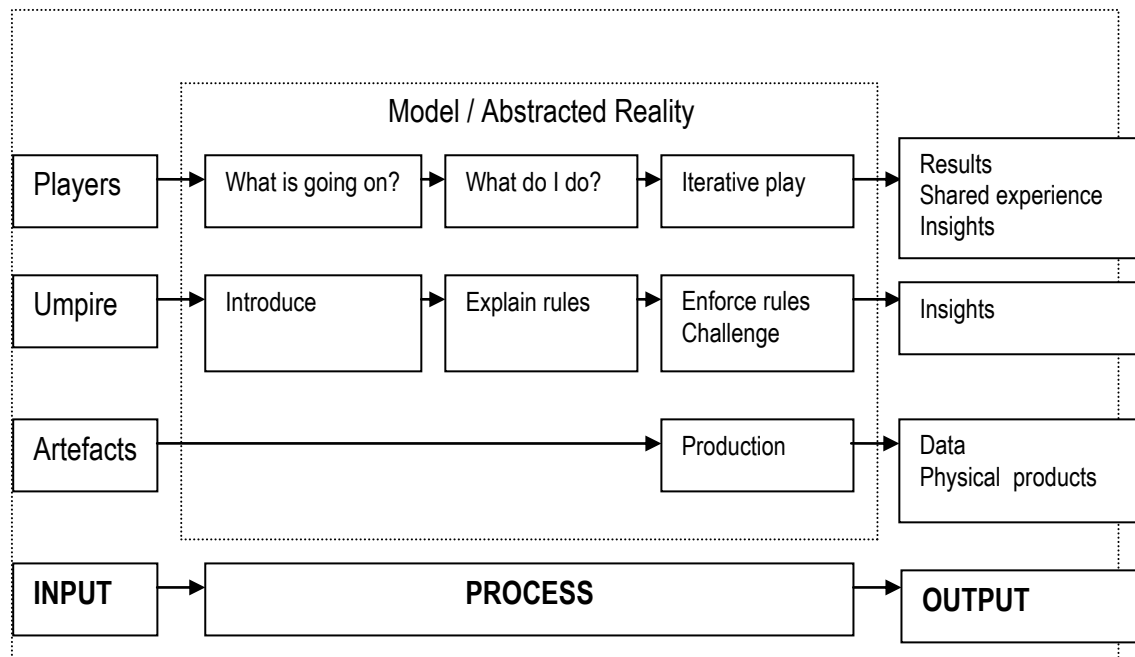 Model / Abstracted Reality
Players
What is going on?
What do I do?
Iterative play
Results
Shared experience
Insights
Umpire
Introduce
Explain rules
Enforce rules
Challenge
Insights
Artefacts
Production
Data
Physical products
INPUT
PROCESS
OUTPUT